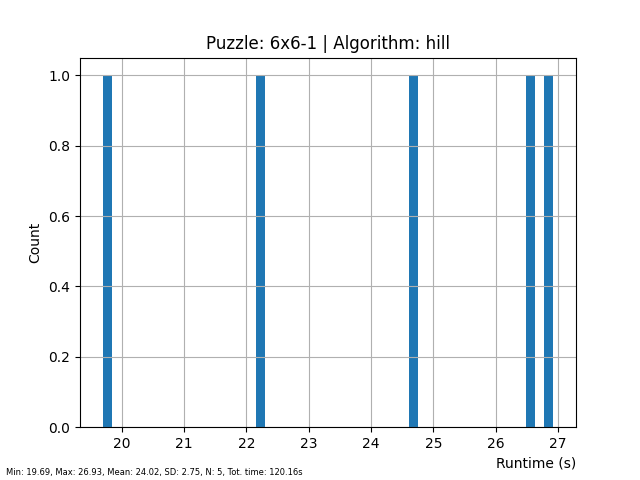 Puzzle: 6x6-1 | Algorithm: hill
1.0
0.8
0.6
0.4
0.2
0.0
Count
20 21 22 23 24 25 26 27
Runtime (s)
Min: 19.69, Max: 26.93, Mean: 24.02, SD: 2.75, N: 5, Tot. time: 120.16s